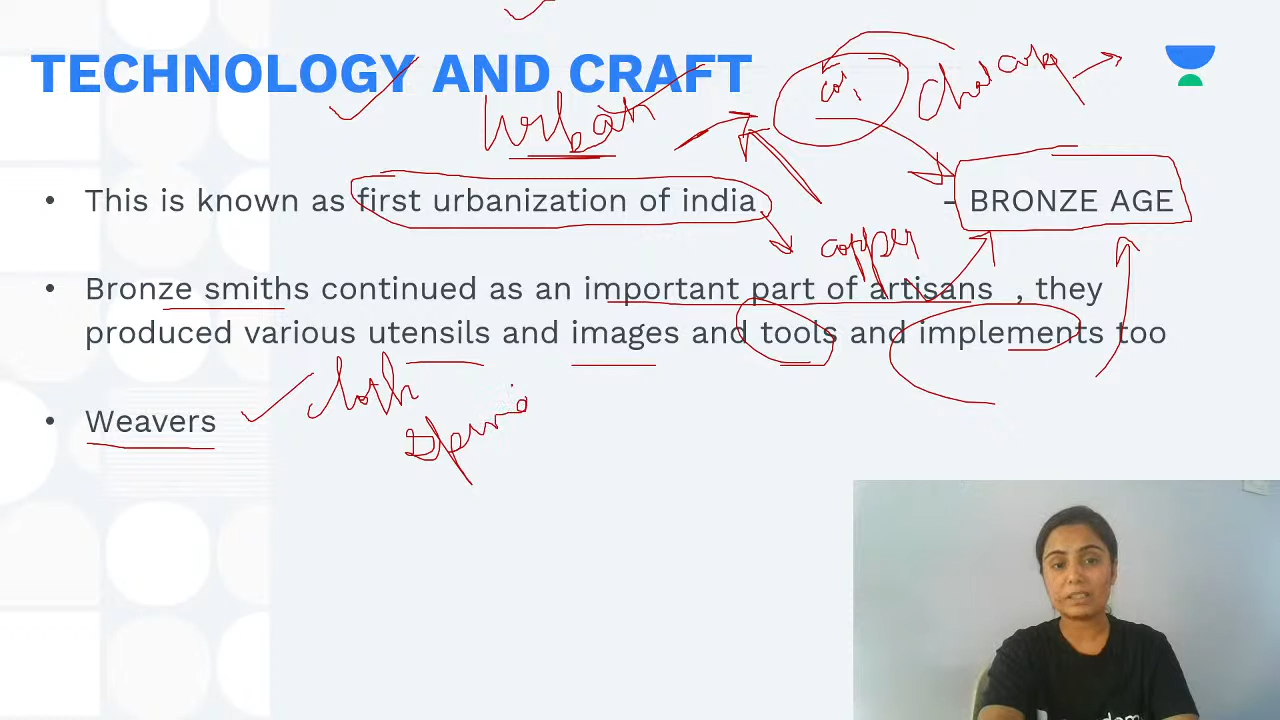 TECHNOLOGY AND CRAFT
Urban
• This is known as first urbanization of india - BRONZE AGE
copper
• Bronze smiths continued as an important part of artisans , they
produced various utensils and images and tools and implements too
cloth
• Weavers